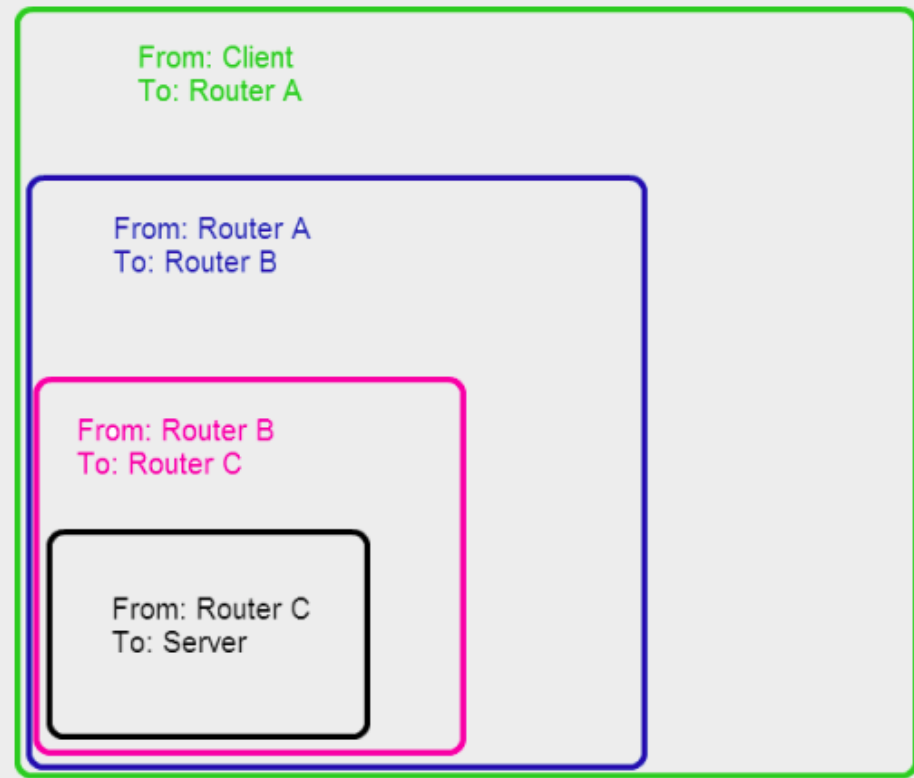 From: Client
To: Router A
From: Router A
To: Router B
From: Router B
To: Router C
From: Router C
To: Server